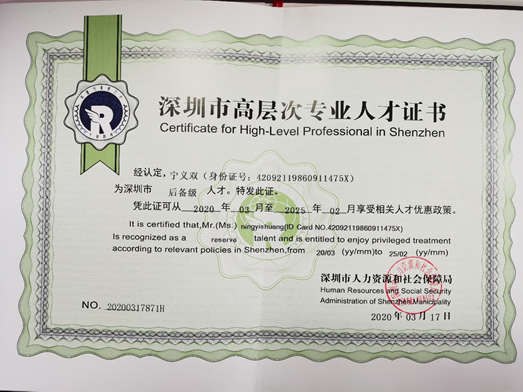 深圳市高层次专业人才证书
Certificate for High-Level Professional in Shenzhen
经认定，宁义双（身份证号：42092119860911475X）
为深圳市 后备级 人才。特发此证。
凭此证可从 2020 年 03 月至 2025 年 02 月享受相关人才优惠政策。
It is certified that,Mr.(Ms.) ningyishuang(ID Card NO.42092119860911475X)
Is recognized as a reserve talent and is entitled to enjoy privileged treatment
according to relevant policies in Shenzhen,from 20/03 (yy/mm)to 25/02 (yy/mm)
深圳市人力资源和社会保障局
Human Resources and Social Security
Administration of Shenzhen Municipality
NO. 20200317871H
2020 年 03 月 17 日